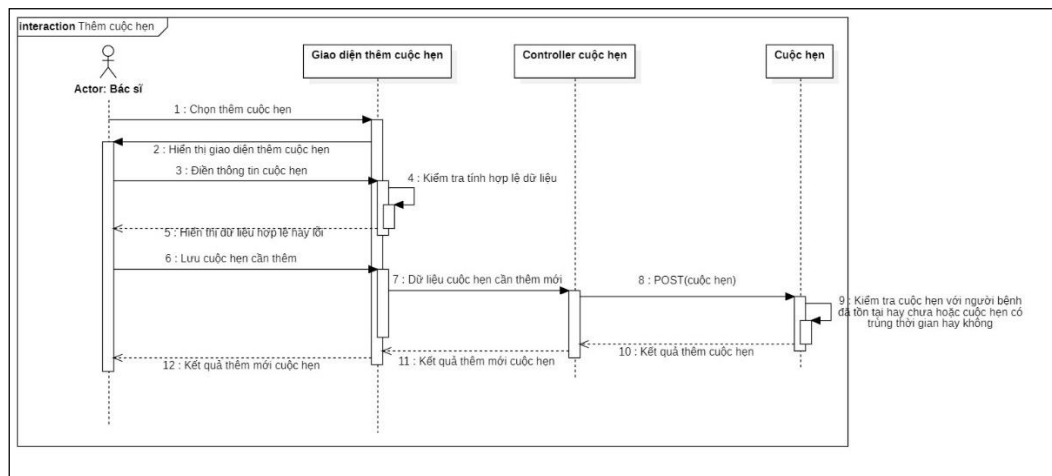 interaction Thêm cuộc hẹn
Actor: Bác sĩ
Giao diện thêm cuộc hẹn
Controller cuộc hẹn
Cuộc hẹn
1 : Chọn thêm cuộc hẹn
2 : Hiển thị giao diện thêm cuộc hẹn
3 : Điền thông tin cuộc hẹn
4 : Kiểm tra tính hợp lệ dữ liệu
5 : Hiển thị dữ liệu hợp lệ hay lỗi
6 : Lưu cuộc hẹn cần thêm
7 : Dữ liệu cuộc hẹn cần thêm mới
8 : POST(cuộc hẹn)
9 : Kiểm tra cuộc hẹn với người bệnh
đã tồn tại hay chưa hoặc cuộc hẹn có
trùng thời gian hay không
10 : Kết quả thêm cuộc hẹn
11 : Kết quả thêm mới cuộc hẹn
12 : Kết quả thêm mới cuộc hẹn